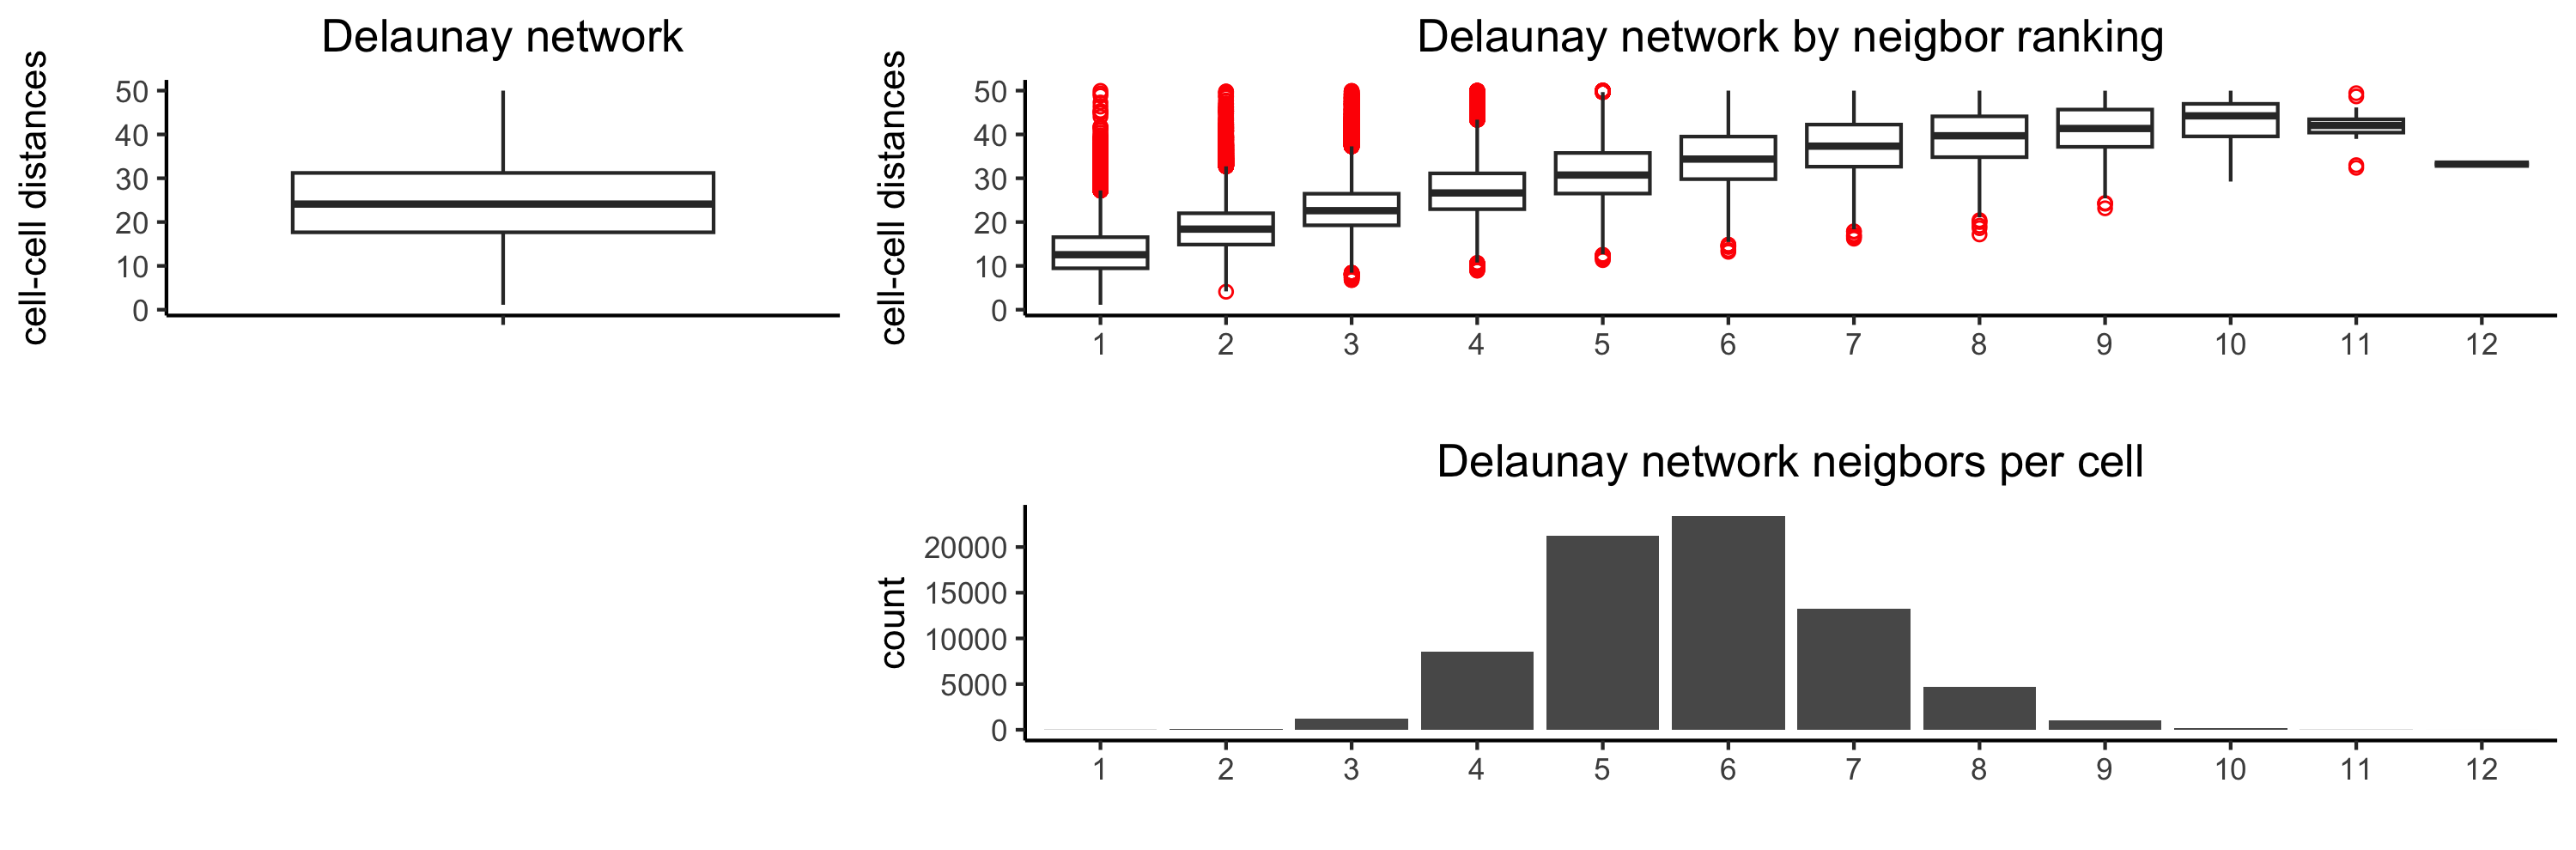 Delaunay network
cell-cell distances
50
40
30
20
10
0
Delaunay network by neigbor ranking
cell-cell distances
50
40
30
20
10
0
1 2 3 4 5 6 7 8 9 10 11 12
Delaunay network neigbors per cell
count
20000
15000
10000
5000
0
1 2 3 4 5 6 7 8 9 10 11 12